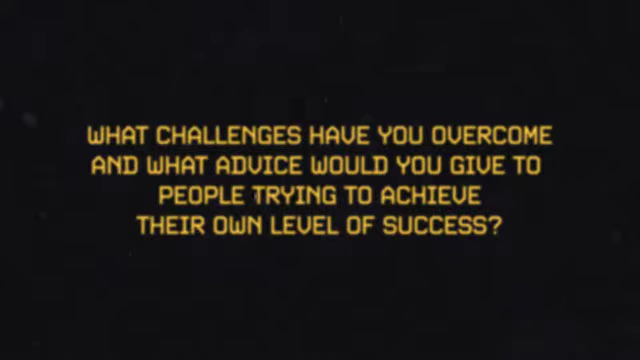 WHAT CHALLENGES HAVE YOU OVERCOME
AND WHAT ADVICE WOULD YOU GIVE TO
PEOPLE TRYING TO ACHIEVE
THEIR OWN LEVEL OF SUCCESS?